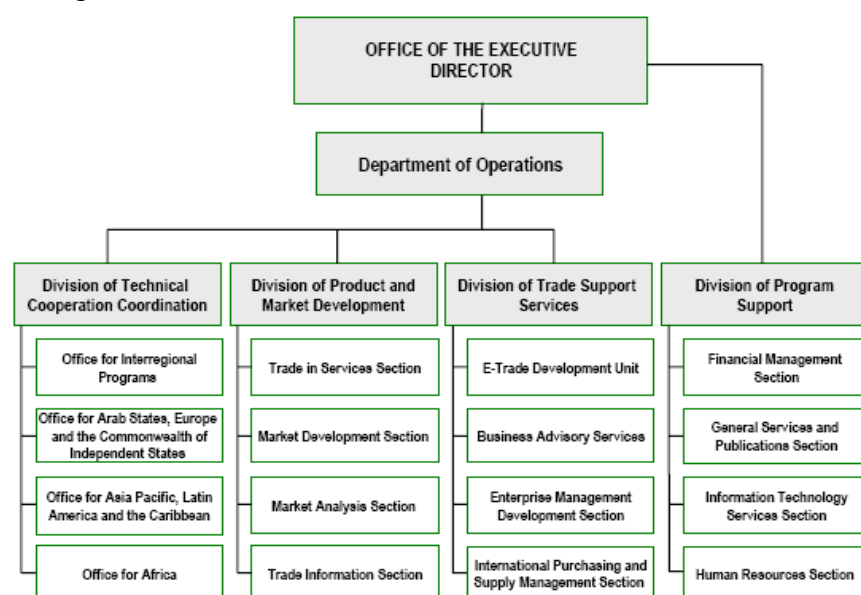 OFFICE OF THE EXECUTIVE
DIRECTOR
Department of Operations
Division of Technical
Cooperation Coordination
Division of Product and
Market Development
Division of Trade Support
Services
Division of Program
Support
Office for Interregional
Programs
Trade in Services Section
E-Trade Development Unit
Financial Management
Section
Office for Arab States, Europe
and the Commonwealth of
Independent States
Market Development Section
Business Advisory Services
General Services and
Publications Section
Office for Asia Pacific, Latin
America and the Caribbean
Market Analysis Section
Enterprise Management
Development Section
Information Technology
Services Section
Office for Africa
Trade Information Section
International Purchasing and
Supply Management Section
Human Resources Section